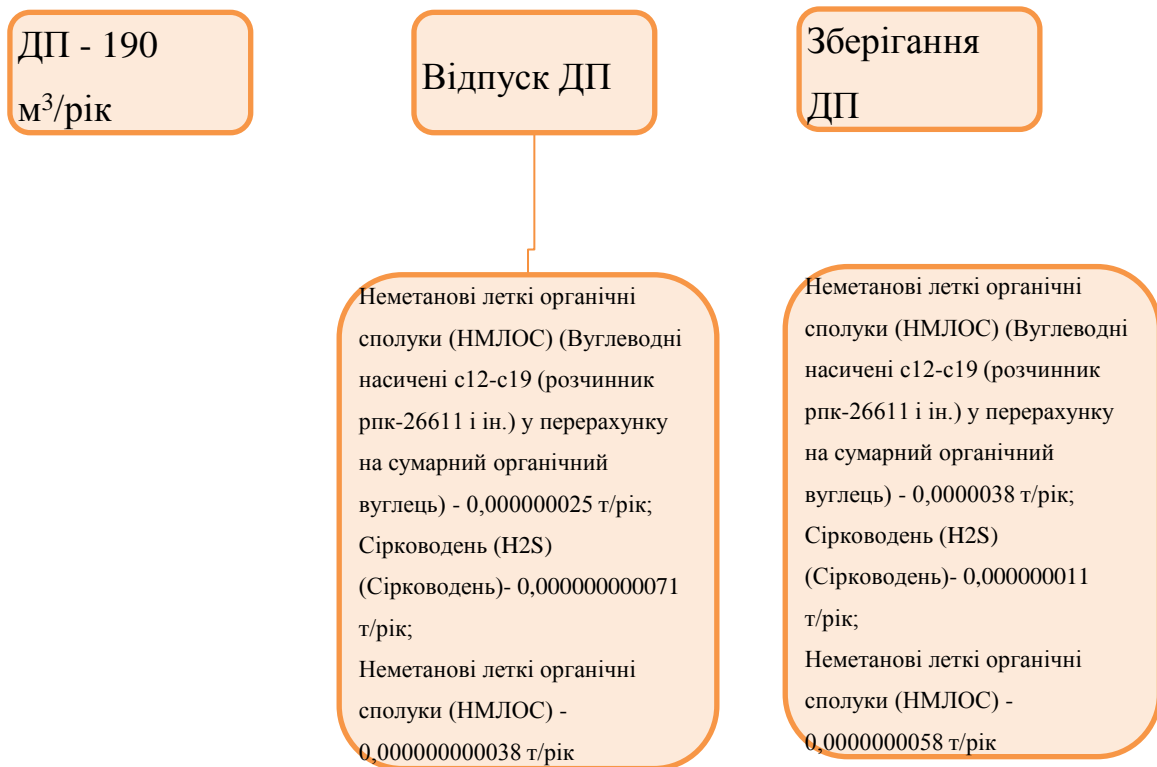 ДП - 190
м³/рік
Відпуск ДП
Зберігання
ДП
Неметанові леткі органічні
сполуки (НМЛОС) (Вуглеводні
насичені с12-с19 (розчинник
рпк-26611 і ін.) у перерахунку
на сумарний органічний
вуглець) - 0,000000025 т/рік;
Сірководень (H2S)
(Сірководень)- 0,000000000071
т/рік;
Неметанові леткі органічні
сполуки (НМЛОС) -
0,000000000038 т/рік
Неметанові леткі органічні
сполуки (НМЛОС) (Вуглеводні
насичені с12-с19 (розчинник
рпк-26611 і ін.) у перерахунку
на сумарний органічний
вуглець) - 0,0000038 т/рік;
Сірководень (H2S)
(Сірководень)- 0,000000011
т/рік;
Неметанові леткі органічні
сполуки (НМЛОС) -
0,0000000058 т/рік